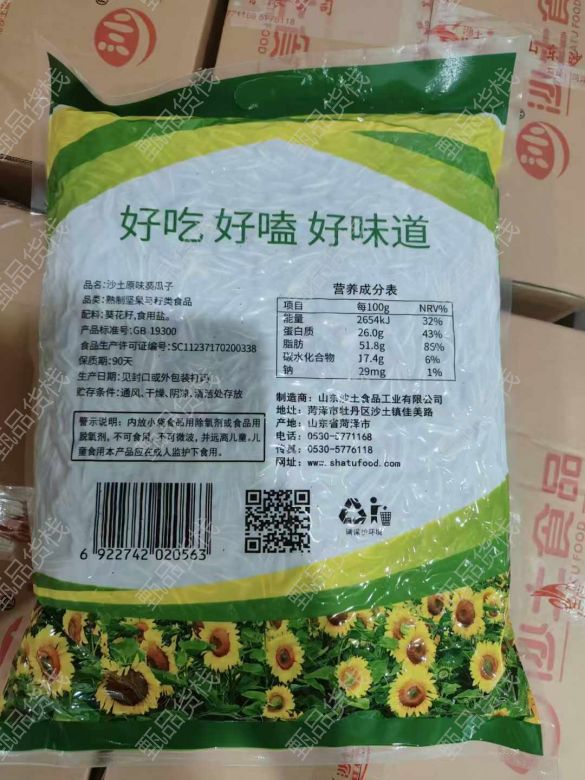 好吃 好嗑 好味道
品名:沙土原味葵瓜子
品类:熟制坚果与籽类食品
配料:葵花籽,食用盐。
产品标准号:GB 19300
食品生产许可证编号:SC11237170200338
保质期:90天
生产日期:见封口或外包装打码
贮存条件:通风、干燥、阴凉、清洁处存放
警示说明:内放小袋食品用除氧剂或食品用
脱氧剂,不可食用、不可微波,并远离儿童。儿
童食用本产品应在成人监护下食用。
营养成分表
项目 每100g NRV%
能量 2654kJ 32%
蛋白质 26.0g 43%
脂肪 51.8g 86%
碳水化合物 17.4g 6%
钠 29mg 1%
制造商:山东沙土食品工业有限公司
地址:菏泽市牡丹区沙土镇佳美路
产地:山东省菏泽市
电话:0530-5771168
传真:0530-5776118
网址:www.shatufood.com
6 922742 020563
请保护环境
沙土食品
甄品货栈